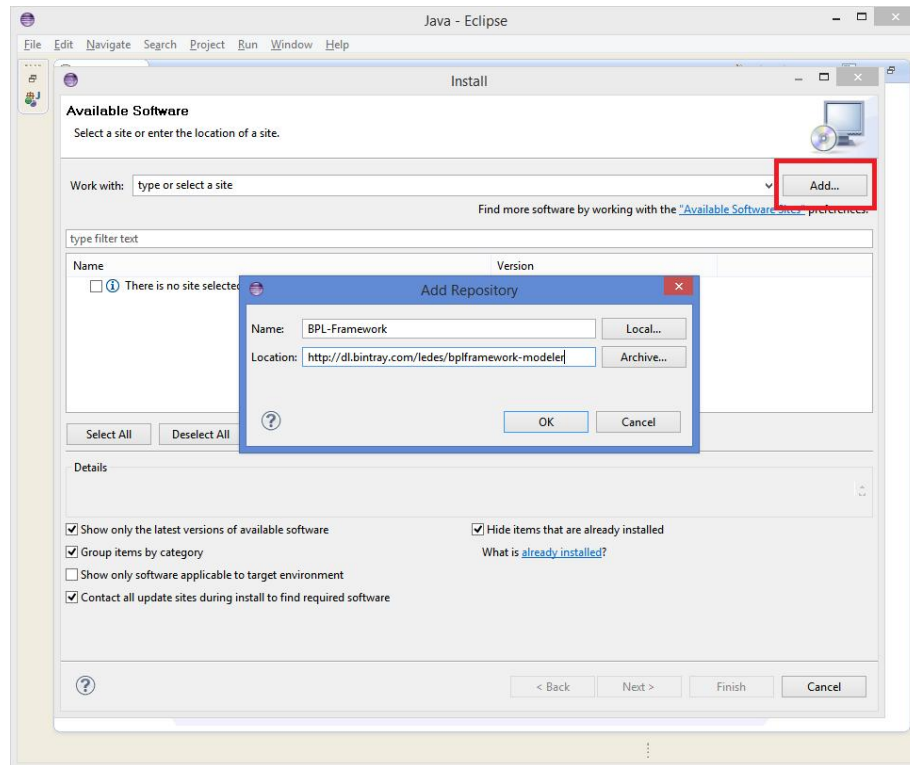 Java - Eclipse
File Edit Navigate Search Project Run Window Help
Install
Available Software
Select a site or enter the location of a site.
Work with: type or select a site
Add...
Find more software by working with the "Available Software Sites" preferences.
type filter text
Name Version
There is no site selected
Add Repository
Name: BPL-Framework Local...
Location: http://dl.bintray.com/ledes/bplframework-modeler Archive...
OK Cancel
Select All Deselect All
Details
Show only the latest versions of available software
Hide items that are already installed
Group items by category
What is already installed?
Show only software applicable to target environment
Contact all update sites during install to find required software
< Back Next > Finish Cancel